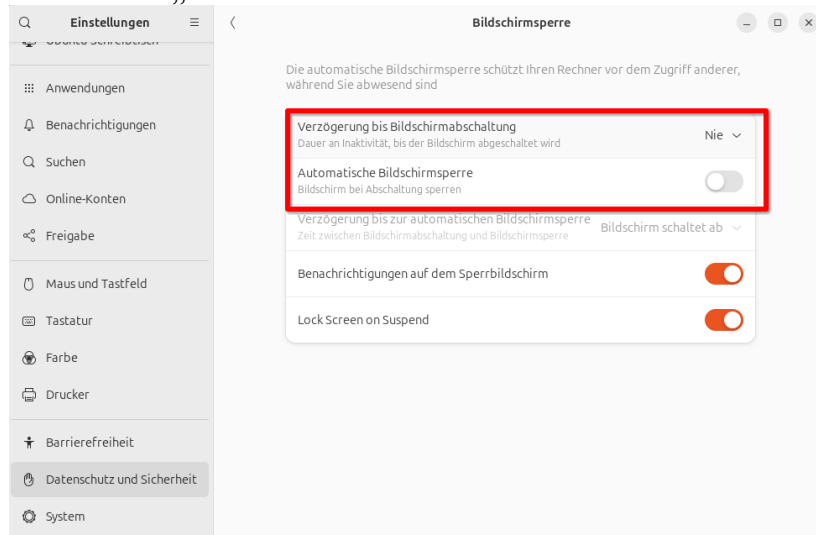 „
Einstellungen
Bildschirmsperre
Ubuntu-Schreibtisch
Anwendungen
Benachrichtigungen
Suchen
Online-Konten
Freigabe
Maus und Tastfeld
Tastatur
Farbe
Drucker
Barrierefreiheit
Datenschutz und Sicherheit
System
Die automatische Bildschirmsperre schützt Ihren Rechner vor dem Zugriff anderer,
während Sie abwesend sind
Verzögerung bis Bildschirmabschaltung
Dauer an Inaktivität, bis der Bildschirm abgeschaltet wird
Nie
Automatische Bildschirmsperre
Bildschirm bei Abschaltung sperren
Verzögerung bis zur automatischen Bildschirmsperre
Zeit zwischen Bildschirmabschaltung und Bildschirmsperre
Bildschirm schaltet ab
Benachrichtigungen auf dem Sperrbildschirm
Lock Screen on Suspend